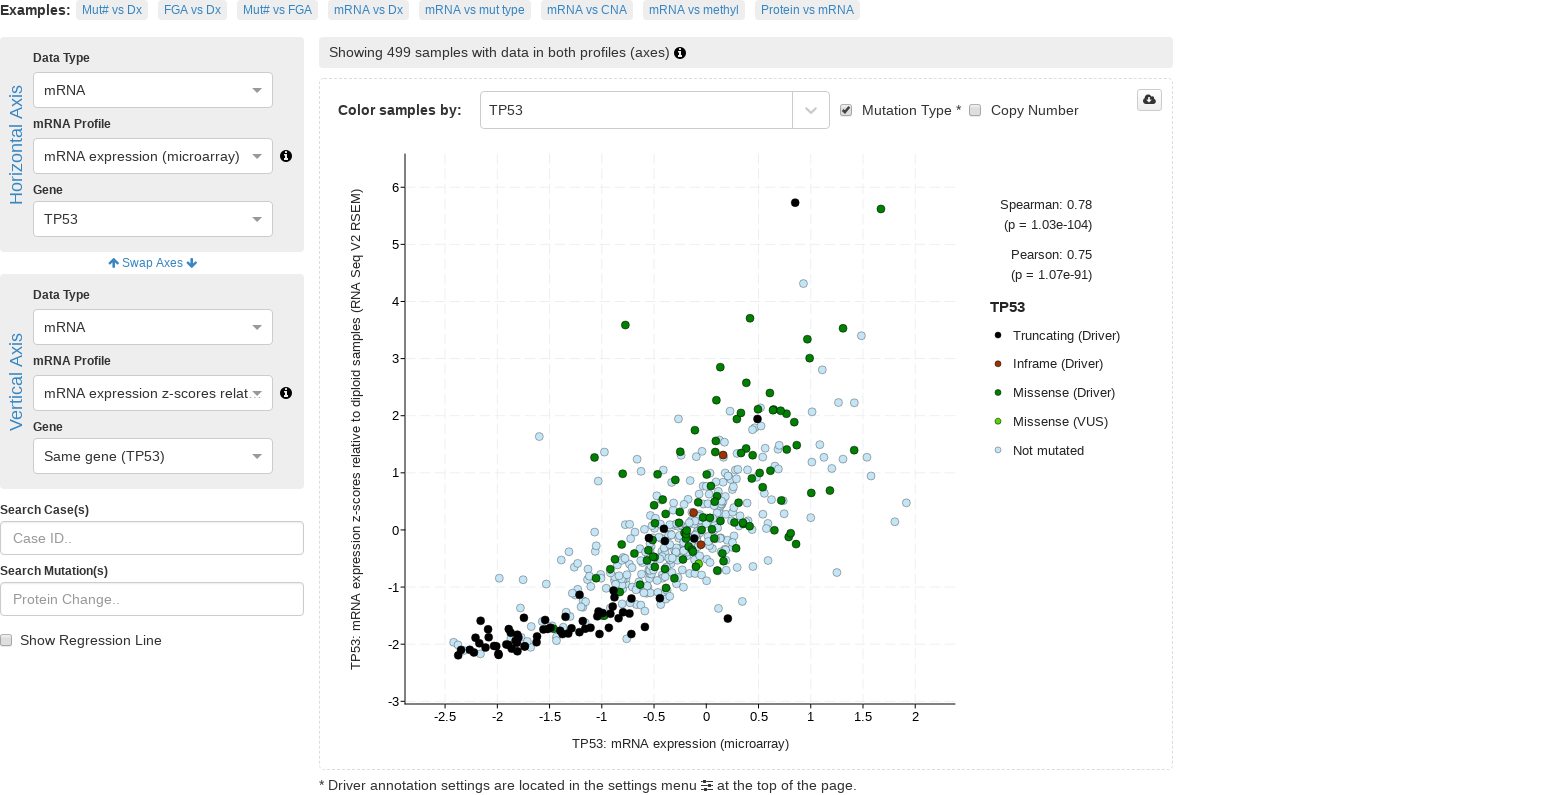 Examples: Mut# vs Dx FGA vs Dx Mut# vs FGA mRNA vs Dx mRNA vs mut type mRNA vs CNA mRNA vs methyl Protein vs mRNA
Horizontal Axis
Data Type
mRNA
mRNA Profile
mRNA expression (microarray)
Gene
TP53
Swap Axes
Vertical Axis
Data Type
mRNA
mRNA Profile
mRNA expression z-scores relat...
Gene
Same gene (TP53)
Search Case(s)
Case ID..
Search Mutation(s)
Protein Change..
Show Regression Line
Showing 499 samples with data in both profiles (axes)
Color samples by: TP53 Mutation Type * Copy Number
TP53: mRNA expression z-scores relative to diploid samples (RNA Seq V2 RSEM)
6
5
4
3
2
1
0
-1
-2
-3
-2.5 -2 -1.5 -1 -0.5 0 0.5 1 1.5 2
TP53: mRNA expression (microarray)
Spearman: 0.78
(p = 1.03e-104)
Pearson: 0.75
(p = 1.07e-91)
TP53
Truncating (Driver)
Inframe (Driver)
Missense (Driver)
Missense (VUS)
Not mutated
* Driver annotation settings are located in the settings menu at the top of the page.